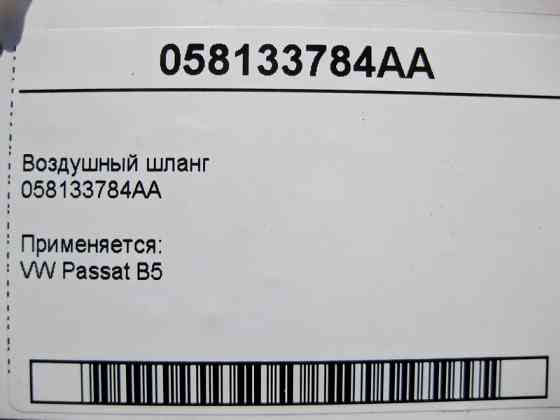 058133784AA
Воздушный шланг
058133784AA
Применяется:
VW Passat B5